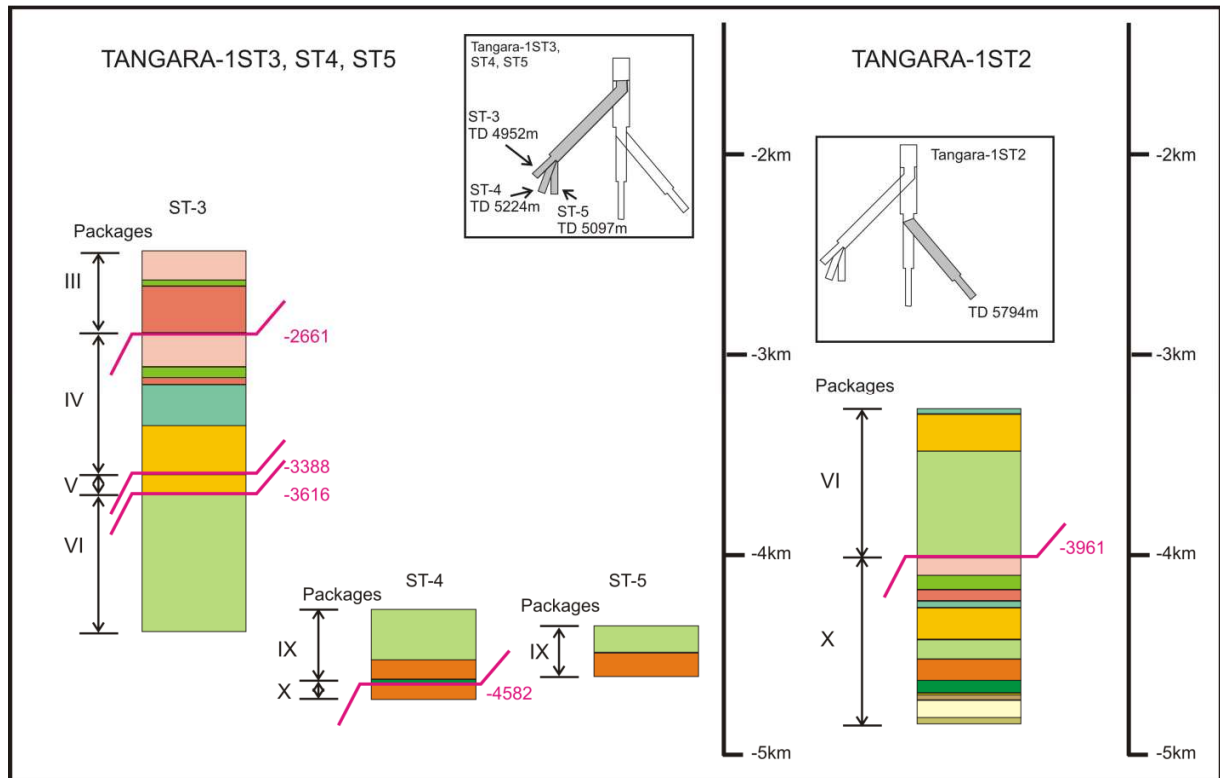 TANGARA-1ST3, ST4, ST5
Tangara-1ST3,
ST4, ST5
ST-3
TD 4952m
ST-4
TD 5224m
ST-5
TD 5097m
TANGARA-1ST2
Tangara-1ST2
TD 5794m
-2km
-3km
-4km
-5km
-2km
-3km
-4km
-5km
ST-3
Packages
III
-2661
IV
-3388
V
-3616
VI
ST-4
Packages
IX
X
-4582
ST-5
Packages
IX
Packages
VI
-3961
X